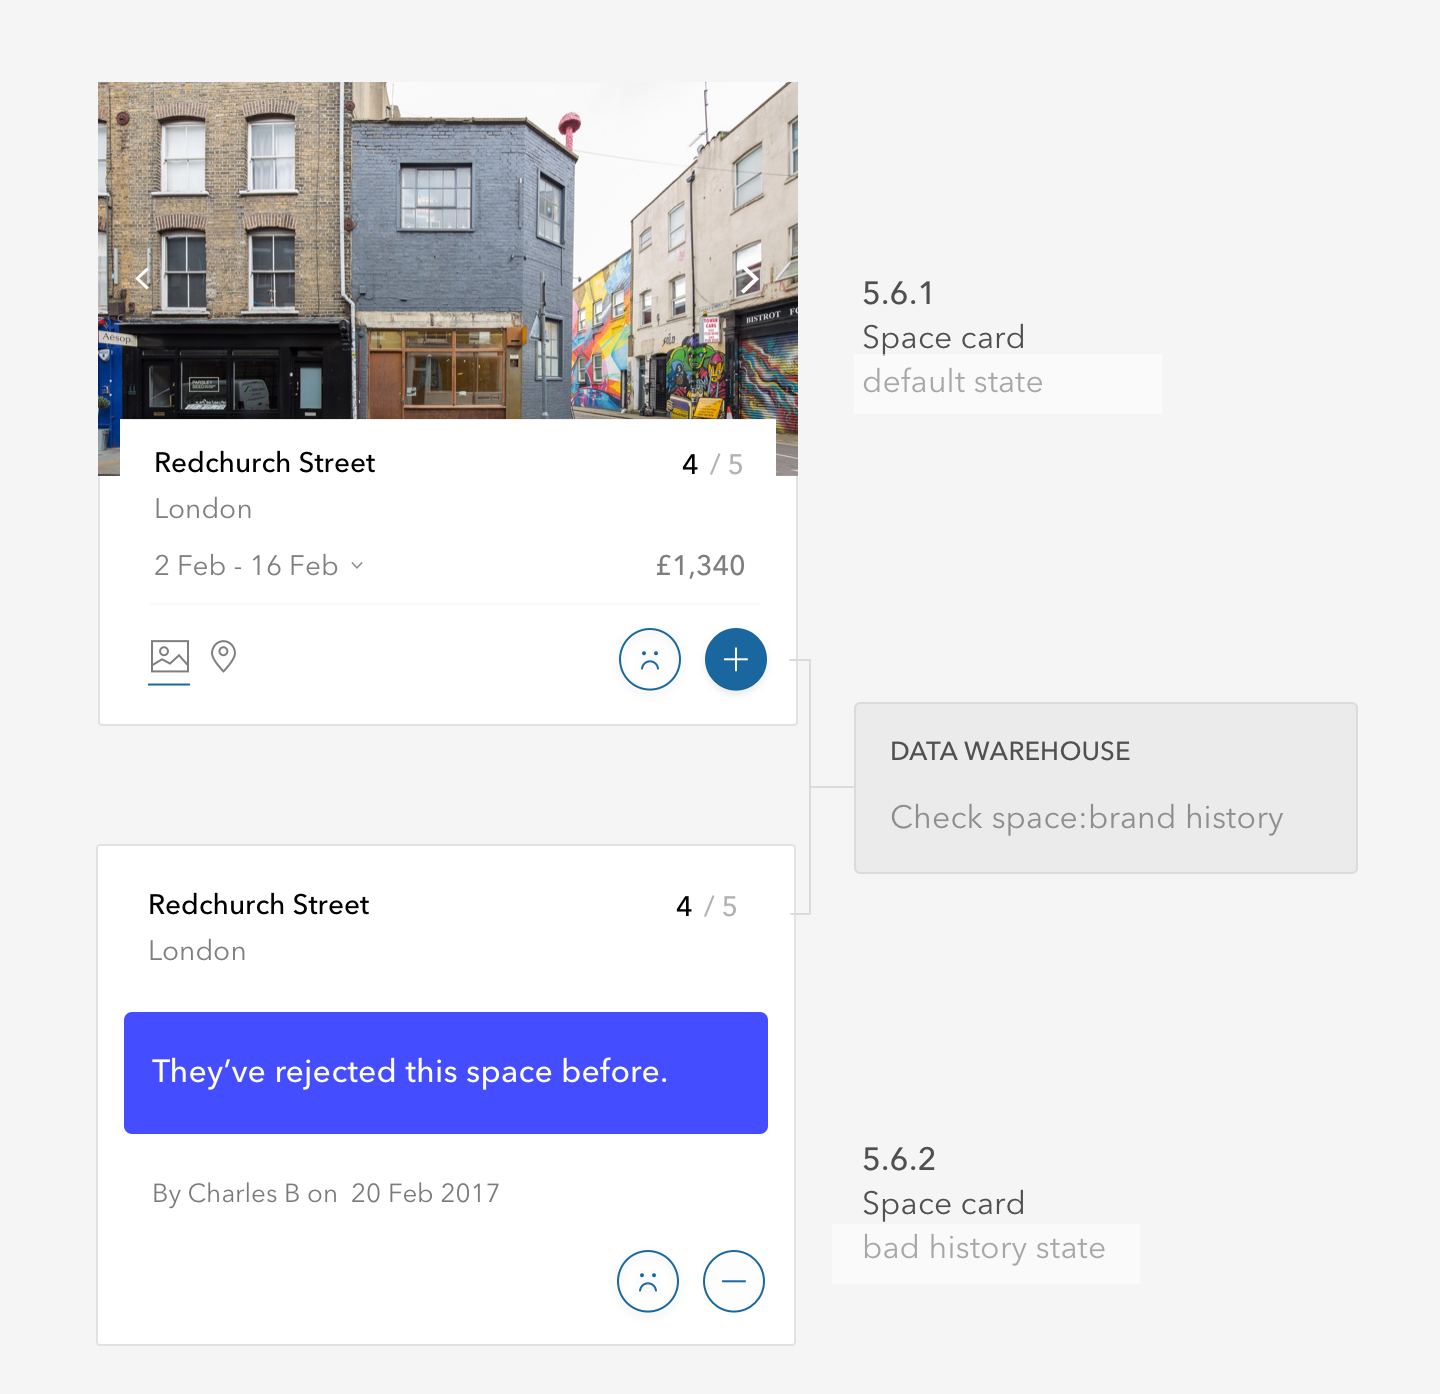 Aēsop.
BISTROT
5.6.1
Space card
default state
Redchurch Street
4 / 5
London
2 Feb - 16 Feb
£1,340
DATA WAREHOUSE
Check space:brand history
Redchurch Street
4 / 5
London
They’ve rejected this space before.
By Charles B on 20 Feb 2017
5.6.2
Space card
bad history state